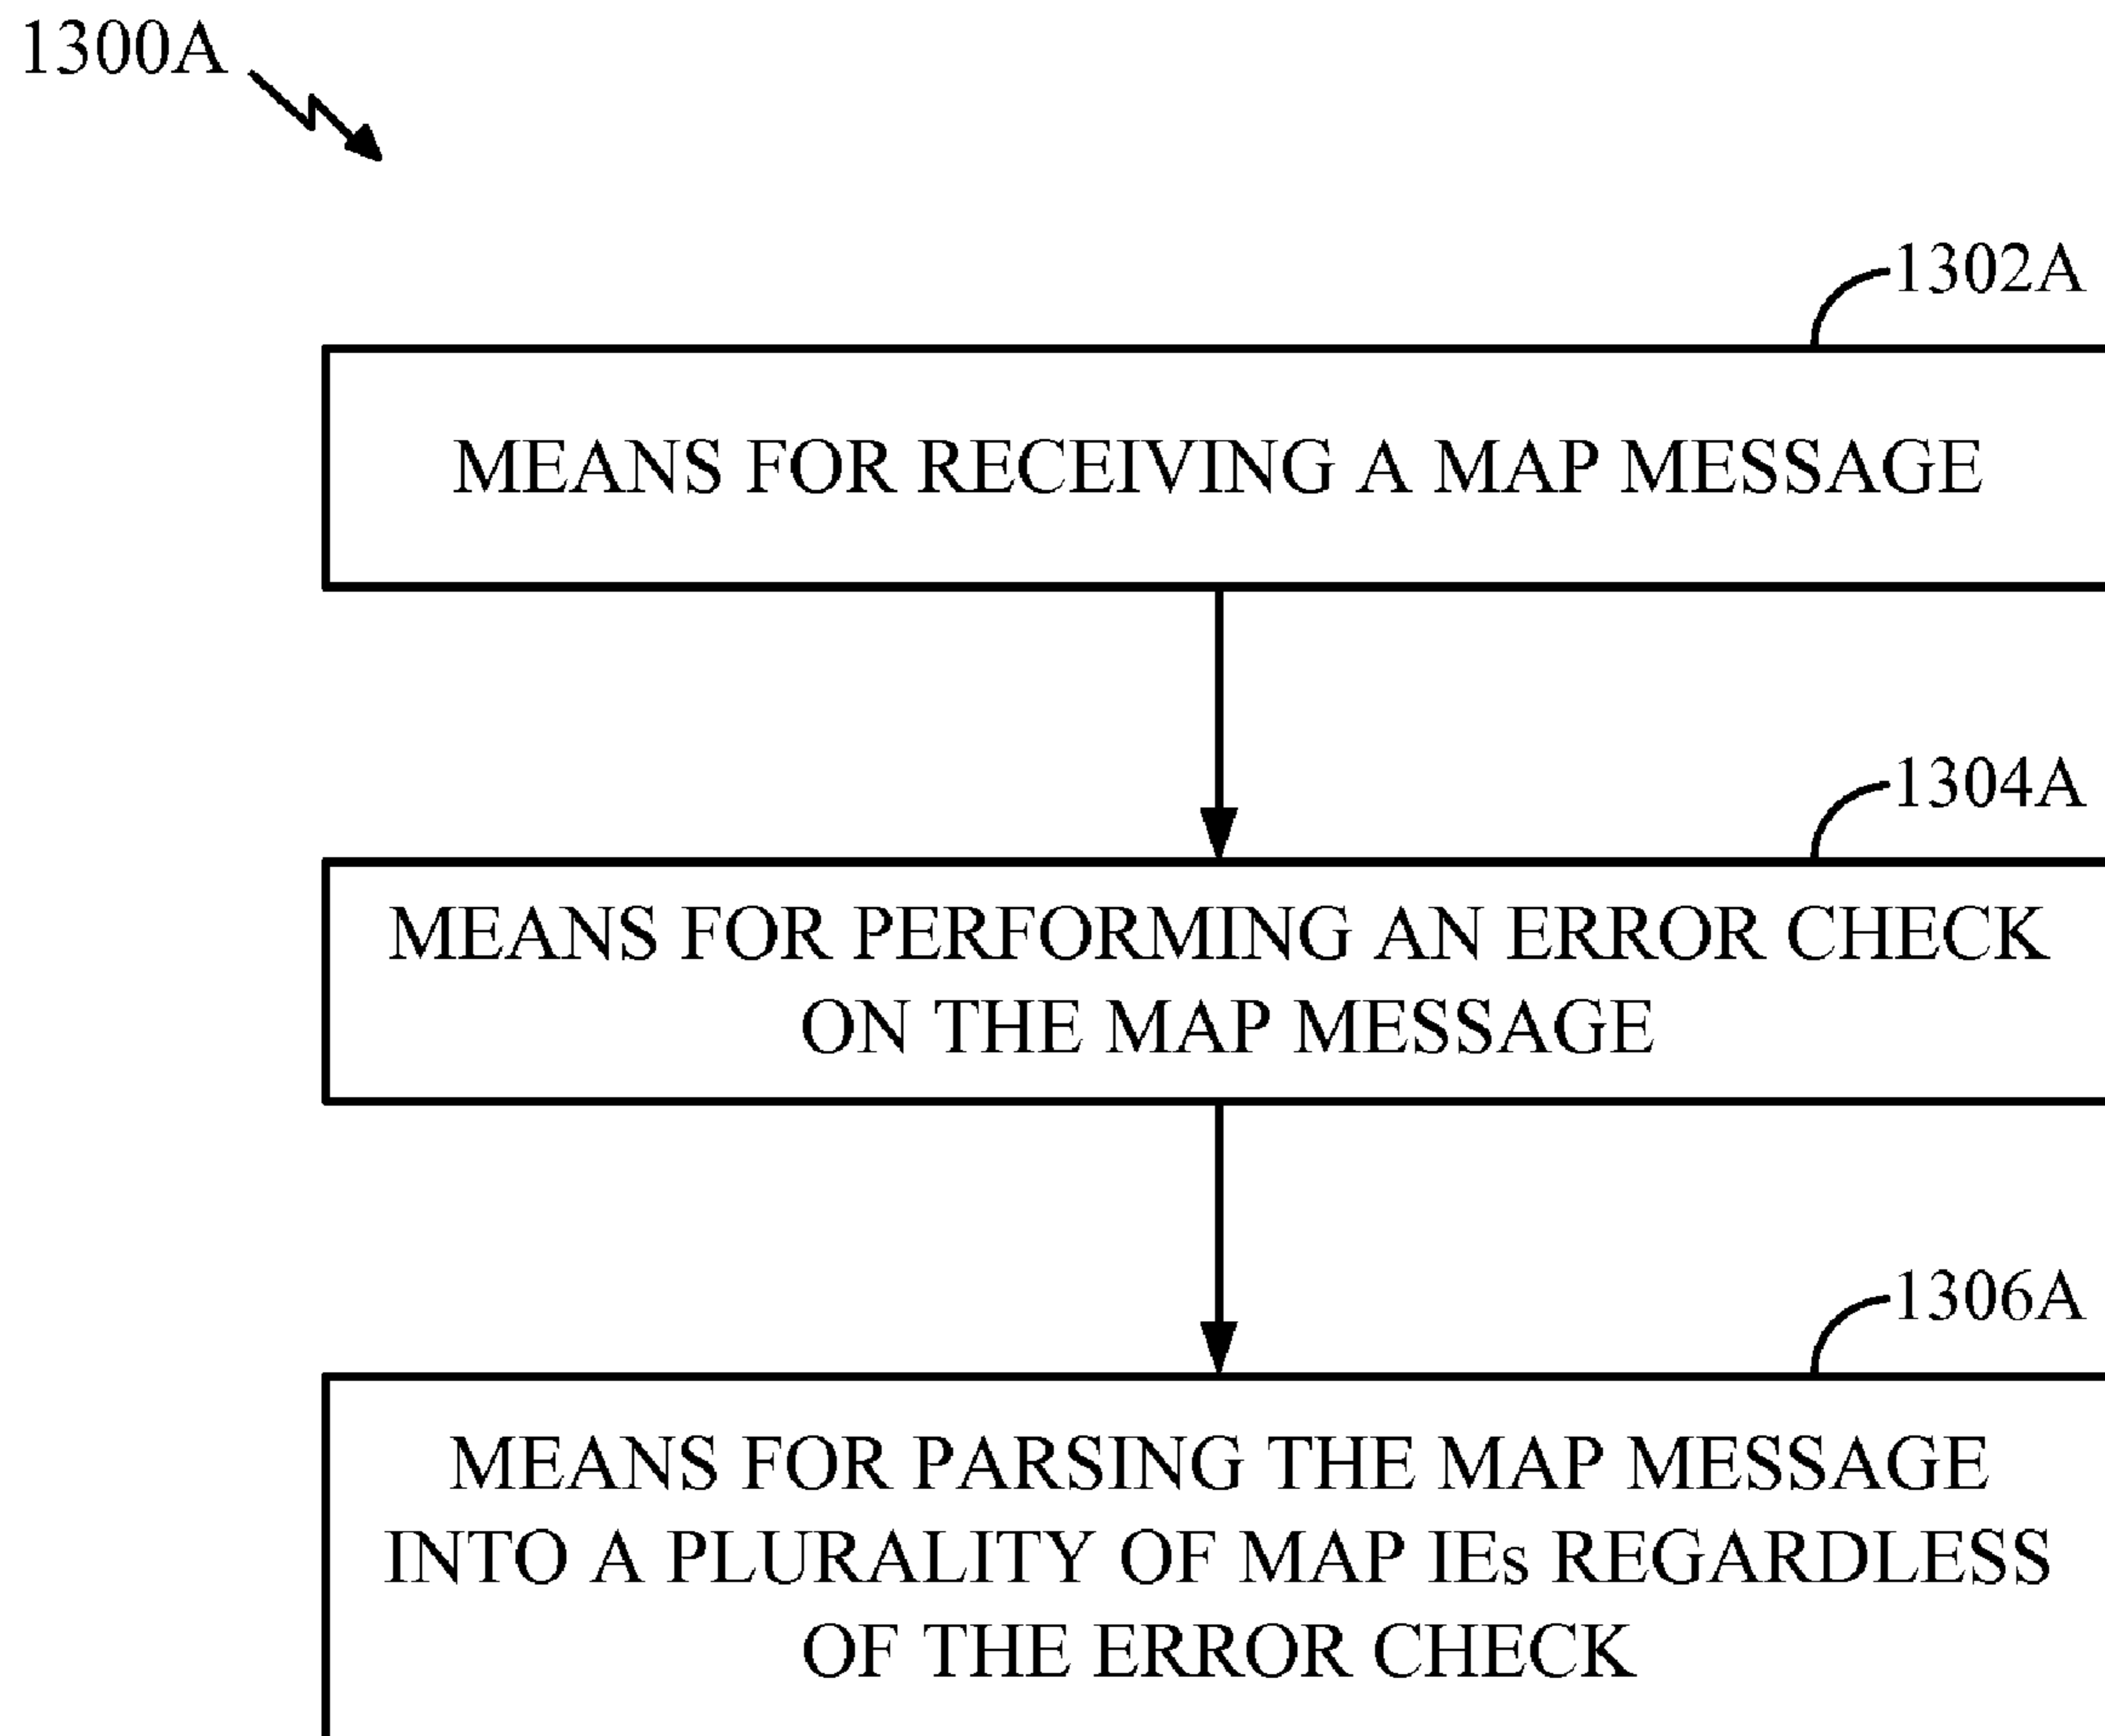 1300A
1302A
MEANS FOR RECEIVING A MAP MESSAGE
1304A
MEANS FOR PERFORMING AN ERROR CHECK
ON THE MAP MESSAGE
1306A
MEANS FOR PARSING THE MAP MESSAGE
INTO A PLURALITY OF MAP IEs REGARDLESS
OF THE ERROR CHECK